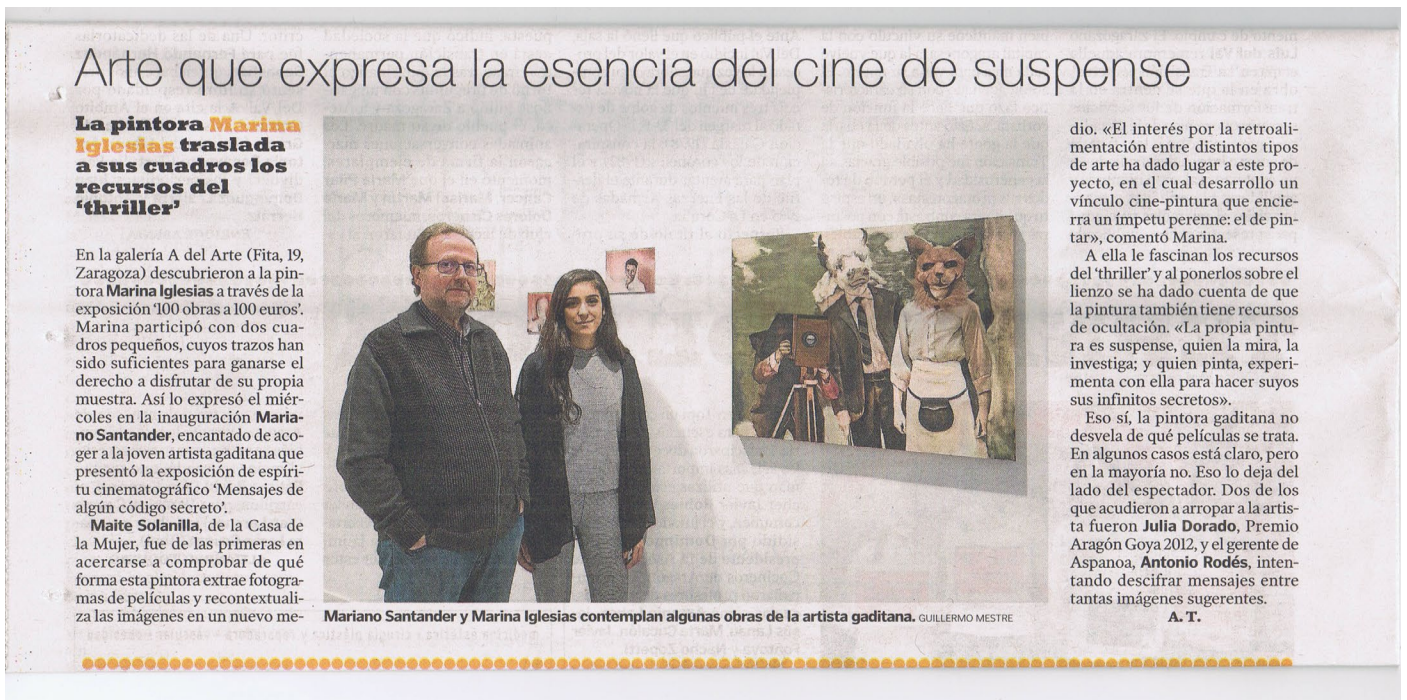 Arte que expresa la esencia del cine de suspense
La pintora Marina
Iglesias traslada
a sus cuadros los
recursos del
‘thriller’
En la galería A del Arte (Fita, 19,
Zaragoza) descubrieron a la pin-
tora Marina Iglesias a través de la
exposición ‘100 obras a 100 euros’.
Marina participó con dos cua-
dros pequeños, cuyos trazos han
sido suficientes para ganarse el
derecho a disfrutar de su propia
muestra. Así lo expresó el miér-
coles en la inauguración Maria-
no Santander, encantado de aco-
ger a la joven artista gaditana que
presentó la exposición de espíri-
tu cinematográfico ‘Mensajes de
algún código secreto’.
Maite Solanilla, de la Casa de
la Mujer, fue de las primeras en
acercarse a comprobar de qué
forma esta pintora extrae fotogra-
mas de películas y recontextuali-
za las imágenes en un nuevo me-
Mariano Santander y Marina Iglesias contemplan algunas obras de la artista gaditana. GUILLERMO MESTRE
dio. «El interés por la retroali-
mentación entre distintos tipos
de arte ha dado lugar a este pro-
yecto, en el cual desarrollo un
vínculo cine-pintura que encie-
rra un ímpetu perenne: el de pin-
tar», comentó Marina.
A ella le fascinan los recursos
del ‘thriller’ y al ponerlos sobre el
lienzo se ha dado cuenta de que
la pintura también tiene recursos
de ocultación. «La propia pintu-
ra es suspense, quien la mira, la
investiga; y quien pinta, experi-
menta con ella para hacer suyos
sus infinitos secretos».
Eso sí, la pintora gaditana no
desvela de qué películas se trata.
En algunos casos está claro, pero
en la mayoría no. Eso lo deja del
lado del espectador. Dos de los
que acudieron a arropar a la artis-
ta fueron Julia Dorado, Premio
Aragón Goya 2012, y el gerente de
Aspanoa, Antonio Rodés, inten-
tando descifrar mensajes entre
tantas imágenes sugerentes.
A. T.